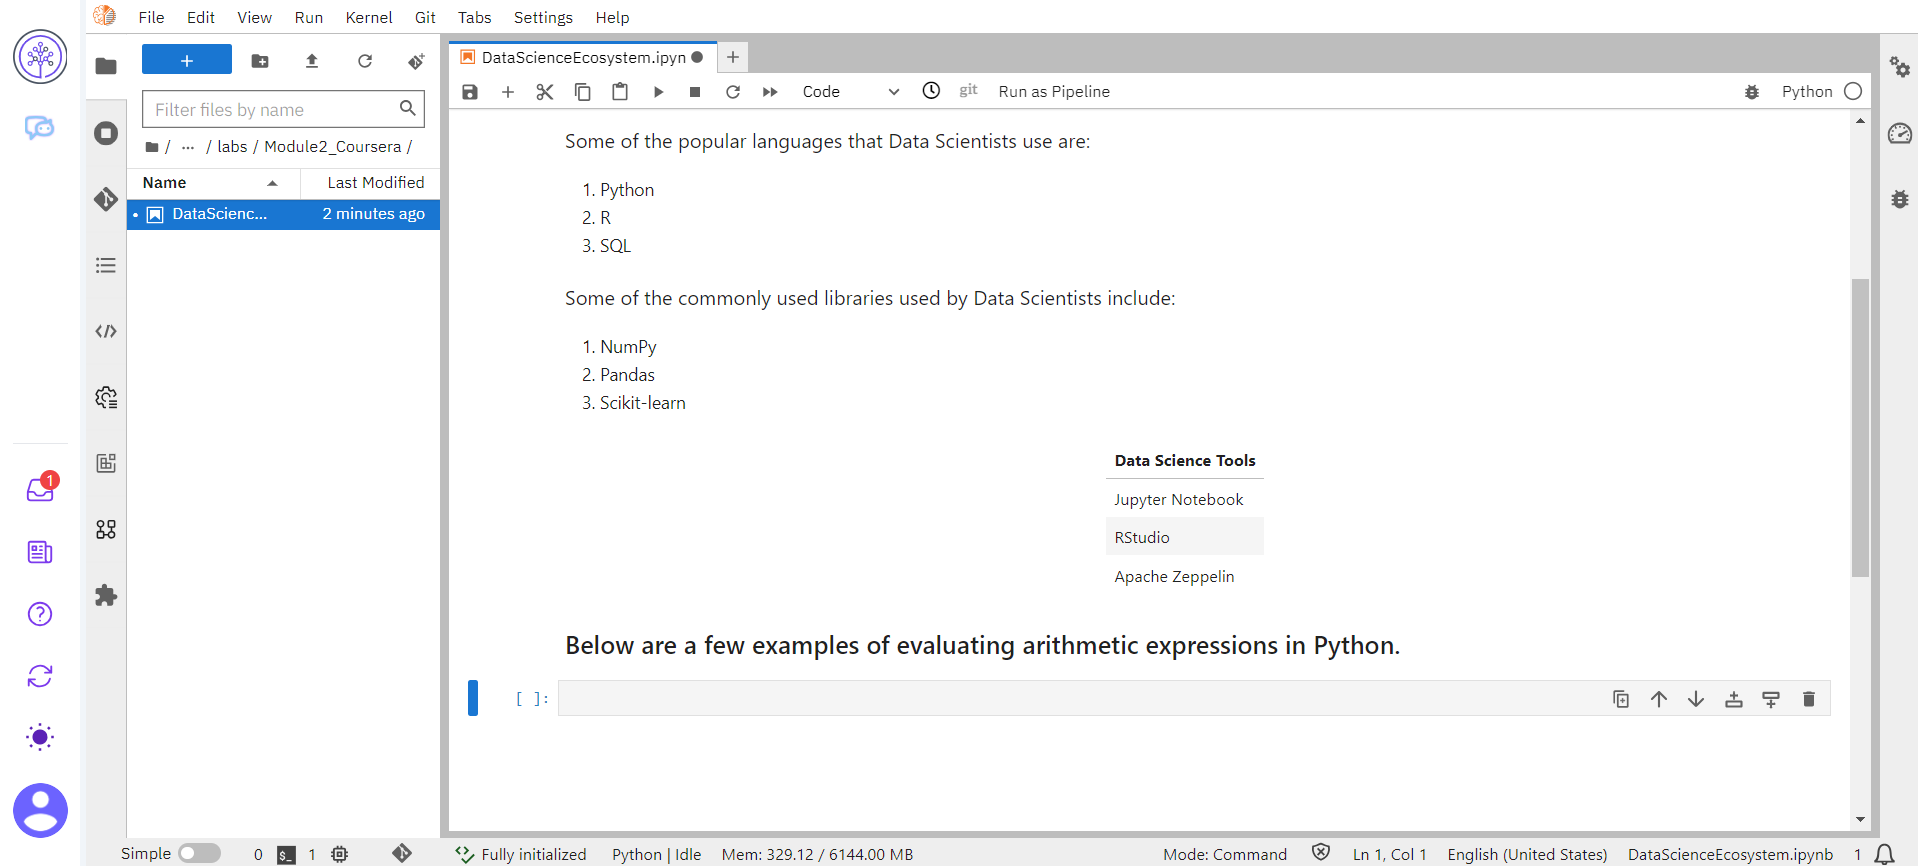 File Edit View Run Kernel Git Tabs Settings Help
+
Filter files by name
/ ... / labs / Module2_Coursera /
Name Last Modified
DataScienc... 2 minutes ago
DataScienceEcosystem.ipyn
Code git Run as Pipeline Python
Some of the popular languages that Data Scientists use are:
1. Python
2. R
3. SQL
Some of the commonly used libraries used by Data Scientists include:
1. NumPy
2. Pandas
3. Scikit-learn
Data Science Tools
Jupyter Notebook
RStudio
Apache Zeppelin
Below are a few examples of evaluating arithmetic expressions in Python.
[ ]:
1
Simple 0 $_ 1 Fully initialized Python | Idle Mem: 329.12 / 6144.00 MB Mode: Command Ln 1, Col 1 English (United States) DataScienceEcosystem.ipynb 1